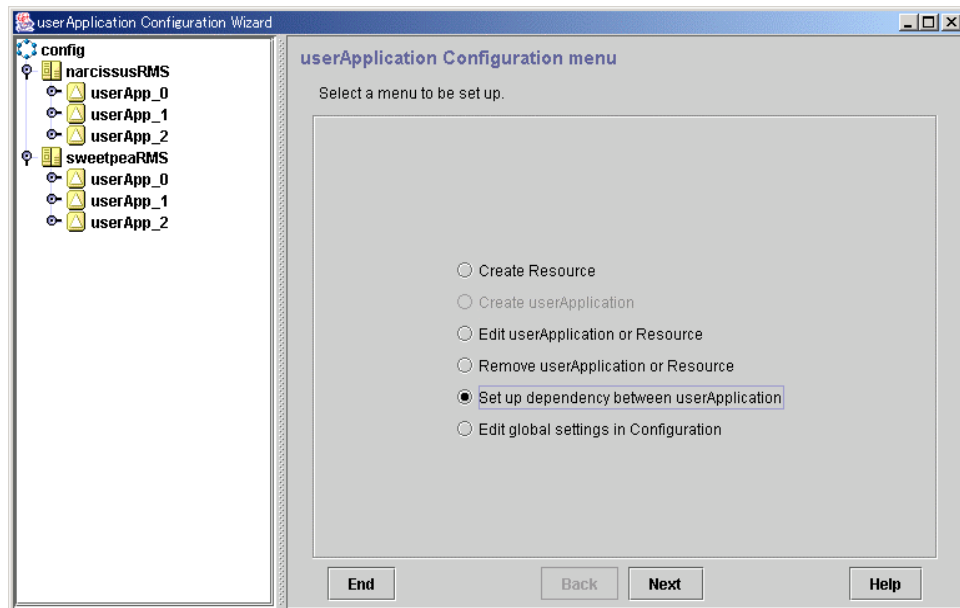 userApplication Configuration Wizard
config
narcissusRMS
userApp_0
userApp_1
userApp_2
sweetpeaRMS
userApp_0
userApp_1
userApp_2
userApplication Configuration menu
Select a menu to be set up.
Create Resource
Create userApplication
Edit userApplication or Resource
Remove userApplication or Resource
Set up dependency between userApplication
Edit global settings in Configuration
End Back Next Help